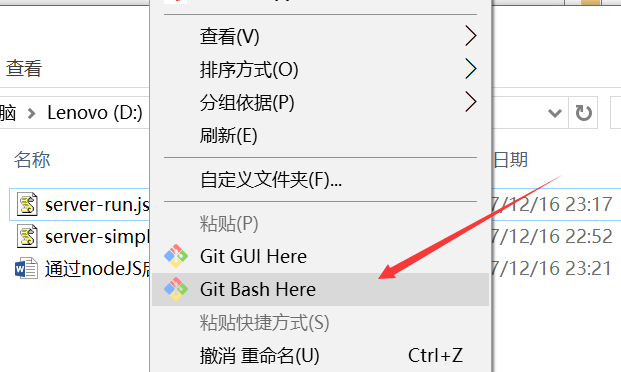 查看(V)
排序方式(O)
查看
分组依据(P)
脑 > Lenovo (D:)
刷新(E)
名称
日期
自定义文件夹(F)...
server-run.js
7/12/16 23:17
粘贴(P)
server-simpl
7/12/16 22:52
Git GUI Here
通过nodeJS启
7/12/16 23:21
Git Bash Here
粘贴快捷方式(S)
撤消 重命名(U) Ctrl+Z